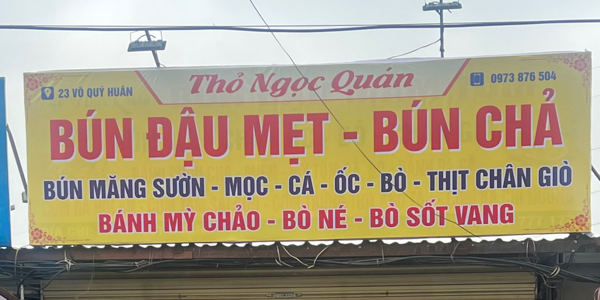 Thỏ Ngọc Quán
23 VÕ QUÝ HUÂN
0973 876 504
BÚN ĐẬU MẸT - BÚN CHẢ
BÚN MĂNG SƯỜN - MỌC - CÁ - ỐC - BÒ - THỊT CHÂN GIÒ
BÁNH MỲ CHẢO - BÒ NÉ - BÒ SỐT VANG